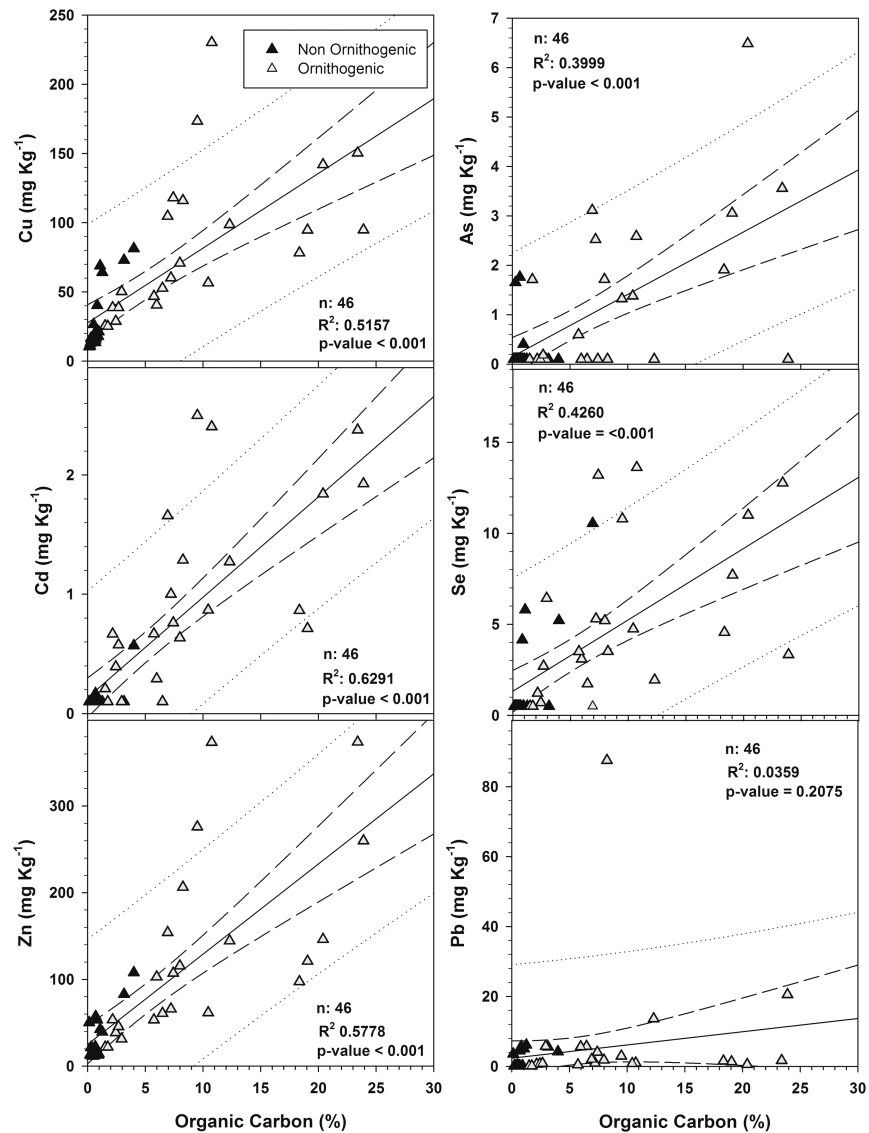 250
200
150
100
50
0
Cu (mg Kg-1)
Non Ornithogenic
Ornithogenic
n: 46
R2: 0.5157
p-value < 0.001
7
6
5
4
3
2
1
0
As (mg Kg-1)
n: 46
R2: 0.3999
p-value < 0.001
2
1
0
Cd (mg Kg-1)
n: 46
R2: 0.6291
p-value < 0.001
15
10
5
0
Se (mg Kg-1)
n: 46
R2 0.4260
p-value = <0.001
300
200
100
0
Zn (mg Kg-1)
n: 46
R2 0.5778
p-value < 0.001
0 5 10 15 20 25 30
Organic Carbon (%)
80
60
40
20
0
Pb (mg Kg-1)
n: 46
R2: 0.0359
p-value = 0.2075
0 5 10 15 20 25 30
Organic Carbon (%)